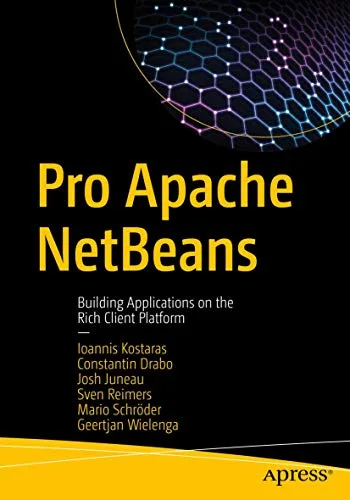 Pro Apache
NetBeans
Building Applications on the
Rich Client Platform
—
Ioannis Kostaras
Constantin Drabo
Josh Juneau
Sven Reimers
Mario Schröder
Geertjan Wielenga
Apress®